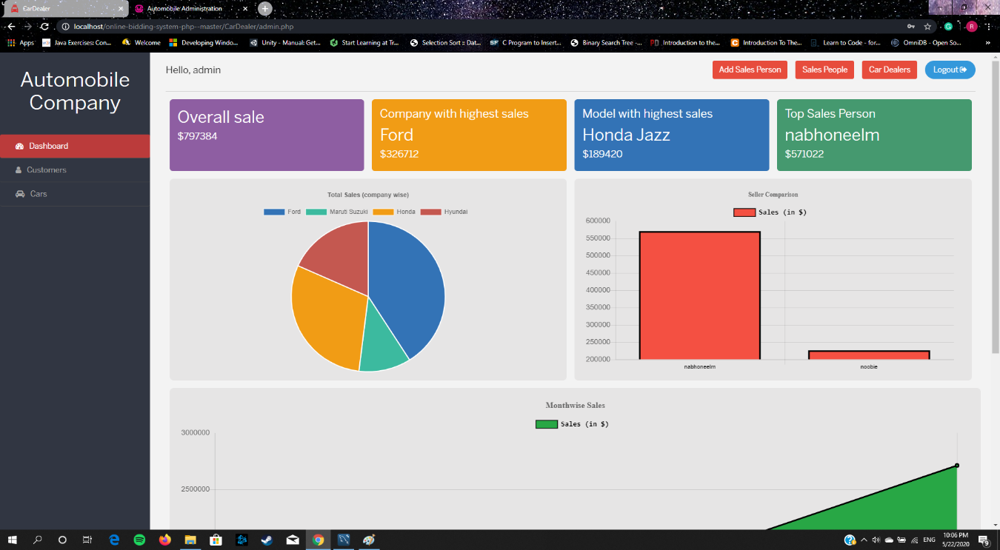 CarDealer
Automobile Administration
localhost/online-bidding-system-php--master/CarDealer/admin.php
R
Apps
Java Exercises: Con...
Welcome
Developing Windo...
Unity - Manual: Get...
Start Learning at Tr...
Selection Sort :: Dat...
SF C Program to Insert...
Binary Search Tree -...
PD Introduction to the...
C Introduction To The...
Learn to Code - for...
OmniDB - Open So...
»
Automobile
Company
Dashboard
Customers
Cars
Hello, admin
Add Sales Person
Sales People
Car Dealers
Logout
Overall sale
$797384
Company with highest sales
Ford
$326712
Model with highest sales
Honda Jazz
$189420
Top Sales Person
nabhoneelm
$571022
Total Sales (company wise)
Ford
Maruti Suzuki
Honda
Hyundai
Seller Comparison
Sales (in $)
600000
550000
500000
450000
400000
350000
300000
250000
200000
nabhoneelm
noobie
Monthwise Sales
Sales (in $)
3000000
2500000
ENG
10:06 PM
5/22/2020
9